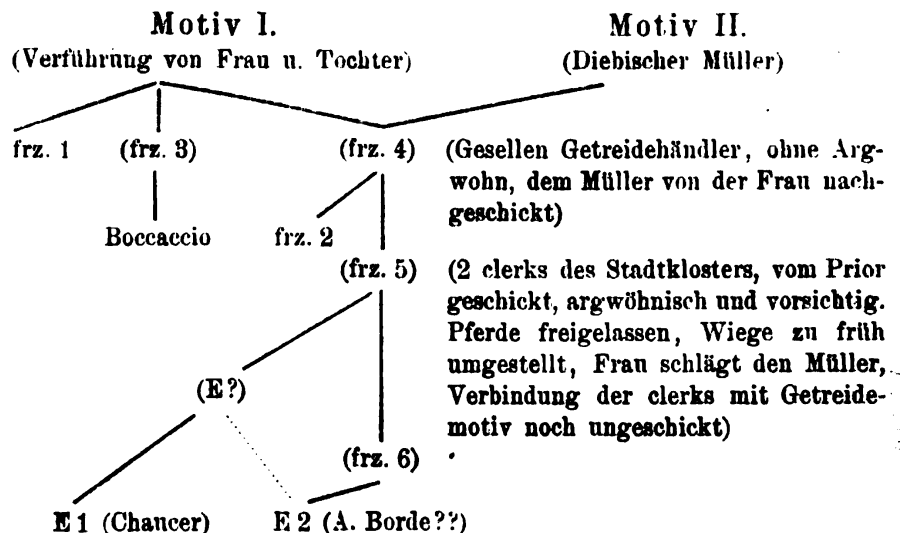 Motiv I.
Motiv II.
(Verführung von Frau u. Tochter)
(Diebischer Müller)
frz. 1
(frz. 3)
(frz. 4)
(Gesellen Getreidehändler, ohne Arg-
wohn, dem Müller von der Frau nach-
geschickt)
Boccaccio
frz. 2
(frz. 5)
(2 clerks des Stadtklosters, vom Prior
geschickt, argwöhnisch und vorsichtig.
Pferde freigelassen, Wiege zu früh
umgestellt, Frau schlägt den Müller,
Verbindung der clerks mit Getreide-
motiv noch ungeschickt)
(E?)
(frz. 6)
E 1 (Chaucer)
E 2 (A. Borde??)